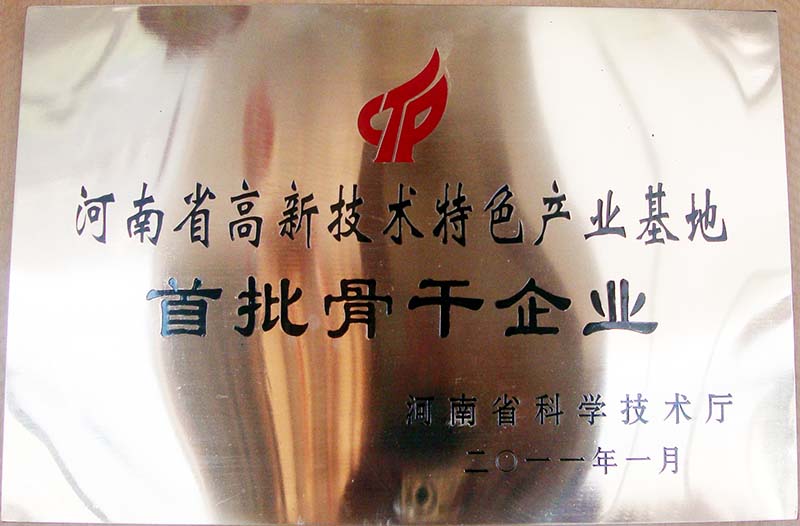 河南省高新技术特色产业基地
首批骨干企业
河南省科学技术厅
二〇一一年一月